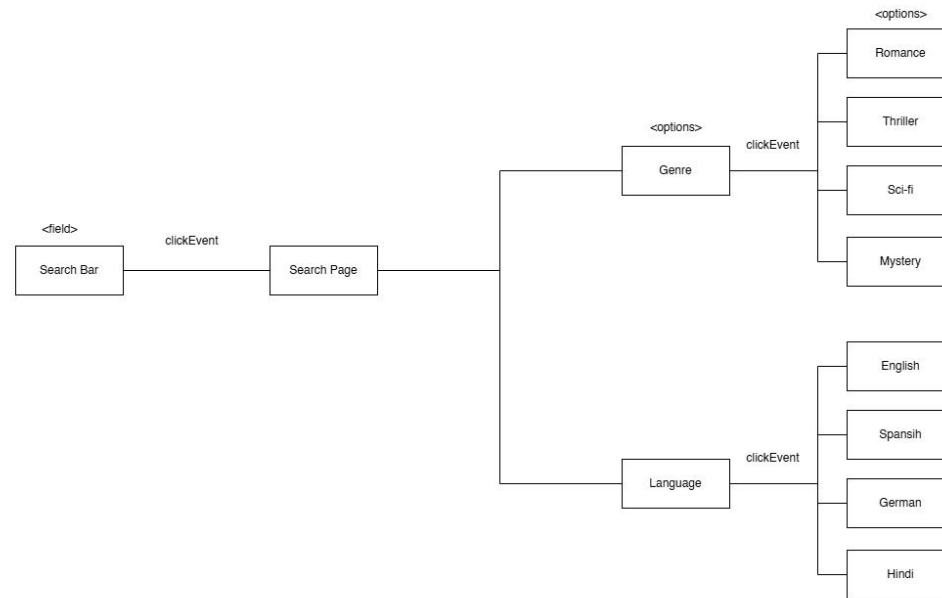 <options>
Romance
<options>
Thriller
clickEvent
Genre
Sci-fi
<field>
clickEvent
Mystery
Search Bar
Search Page
English
Spansih
clickEvent
Language
German
Hindi